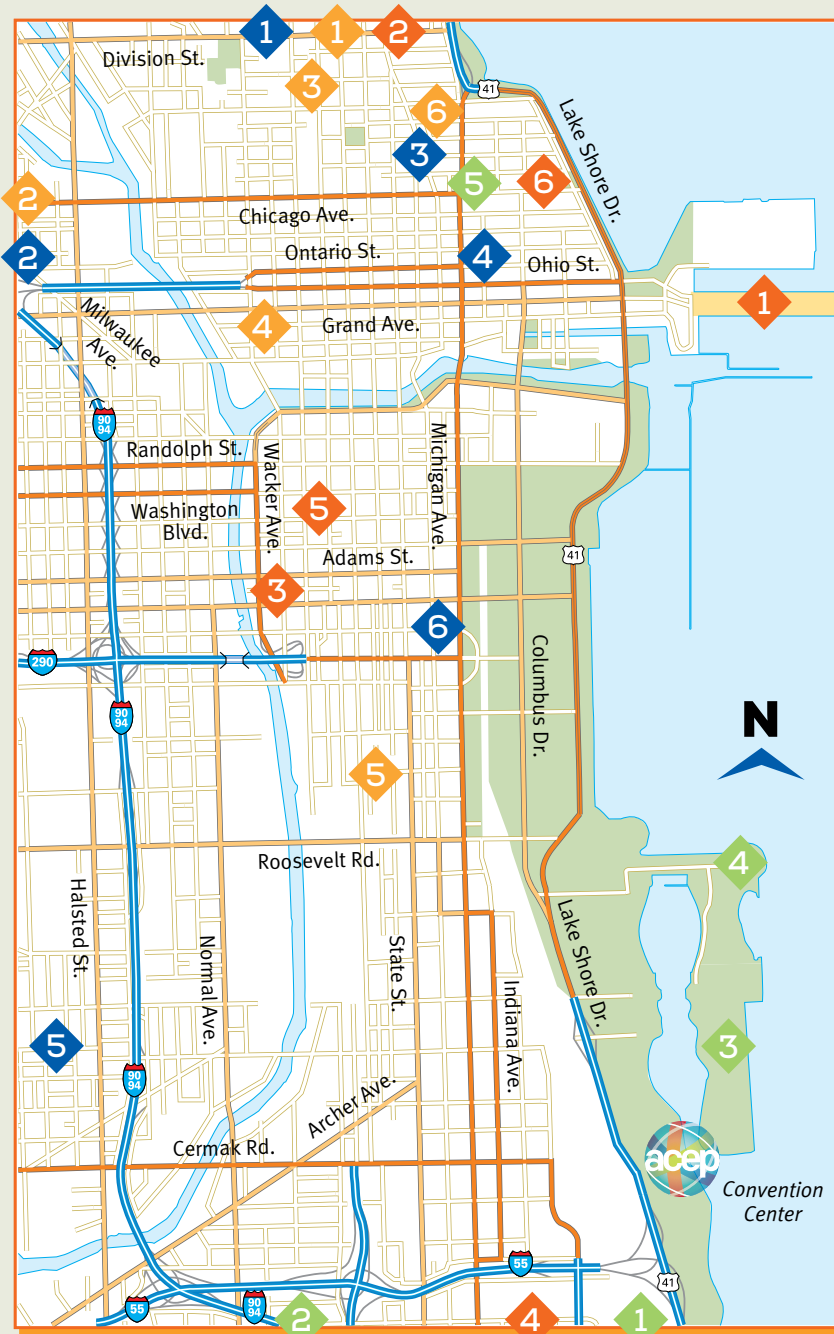 1
1
2
Division St.
3
41
6
Lake Shore Dr.
3
5
6
2
Chicago Ave.
2
Ontario St.
4
Ohio St.
Milwaukee
Ave.
4
Grand Ave.
1
90
94
Randolph St.
Wacker Ave.
Michigan Ave.
Washington
Blvd.
5
Adams St.
41
3
6
290
Columbus Dr.
90
94
N
5
Roosevelt Rd.
4
Halsted St.
Normal Ave.
State St.
Lake Shore Dr.
Indiana Ave.
5
3
90
94
Archer Ave.
Cermak Rd.
acep
Convention
Center
55
41
55
90
94
2
4
1